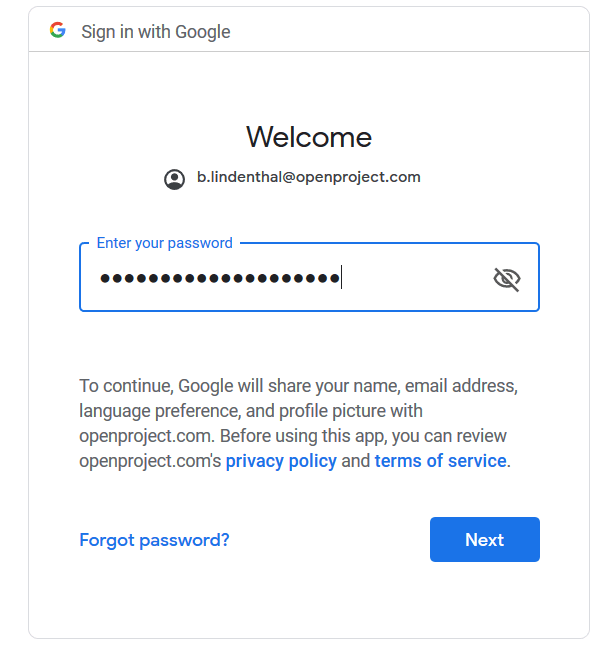 Sign in with Google
Welcome
b.lindenthal@openproject.com
Enter your password
••••••••••••••••••••
To continue, Google will share your name, email address,
language preference, and profile picture with
openproject.com. Before using this app, you can review
openproject.com's privacy policy and terms of service.
Forgot password?
Next